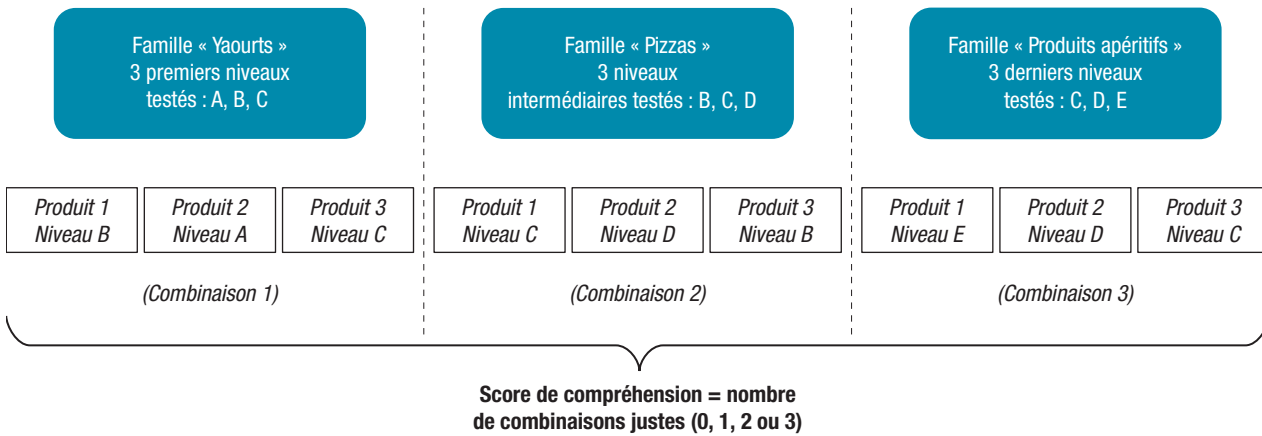 Famille « Yaourts »
3 premiers niveaux
testés : A, B, C
Famille « Pizzas »
3 niveaux
intermédiaires testés : B, C, D
Famille « Produits apéritifs »
3 derniers niveaux
testés : C, D, E
Produit 1
Niveau B
Produit 2
Niveau A
Produit 3
Niveau C
Produit 1
Niveau C
Produit 2
Niveau D
Produit 3
Niveau B
Produit 1
Niveau E
Produit 2
Niveau D
Produit 3
Niveau C
(Combinaison 1)
(Combinaison 2)
(Combinaison 3)
Score de compréhension = nombre
de combinaisons justes (0, 1, 2 ou 3)